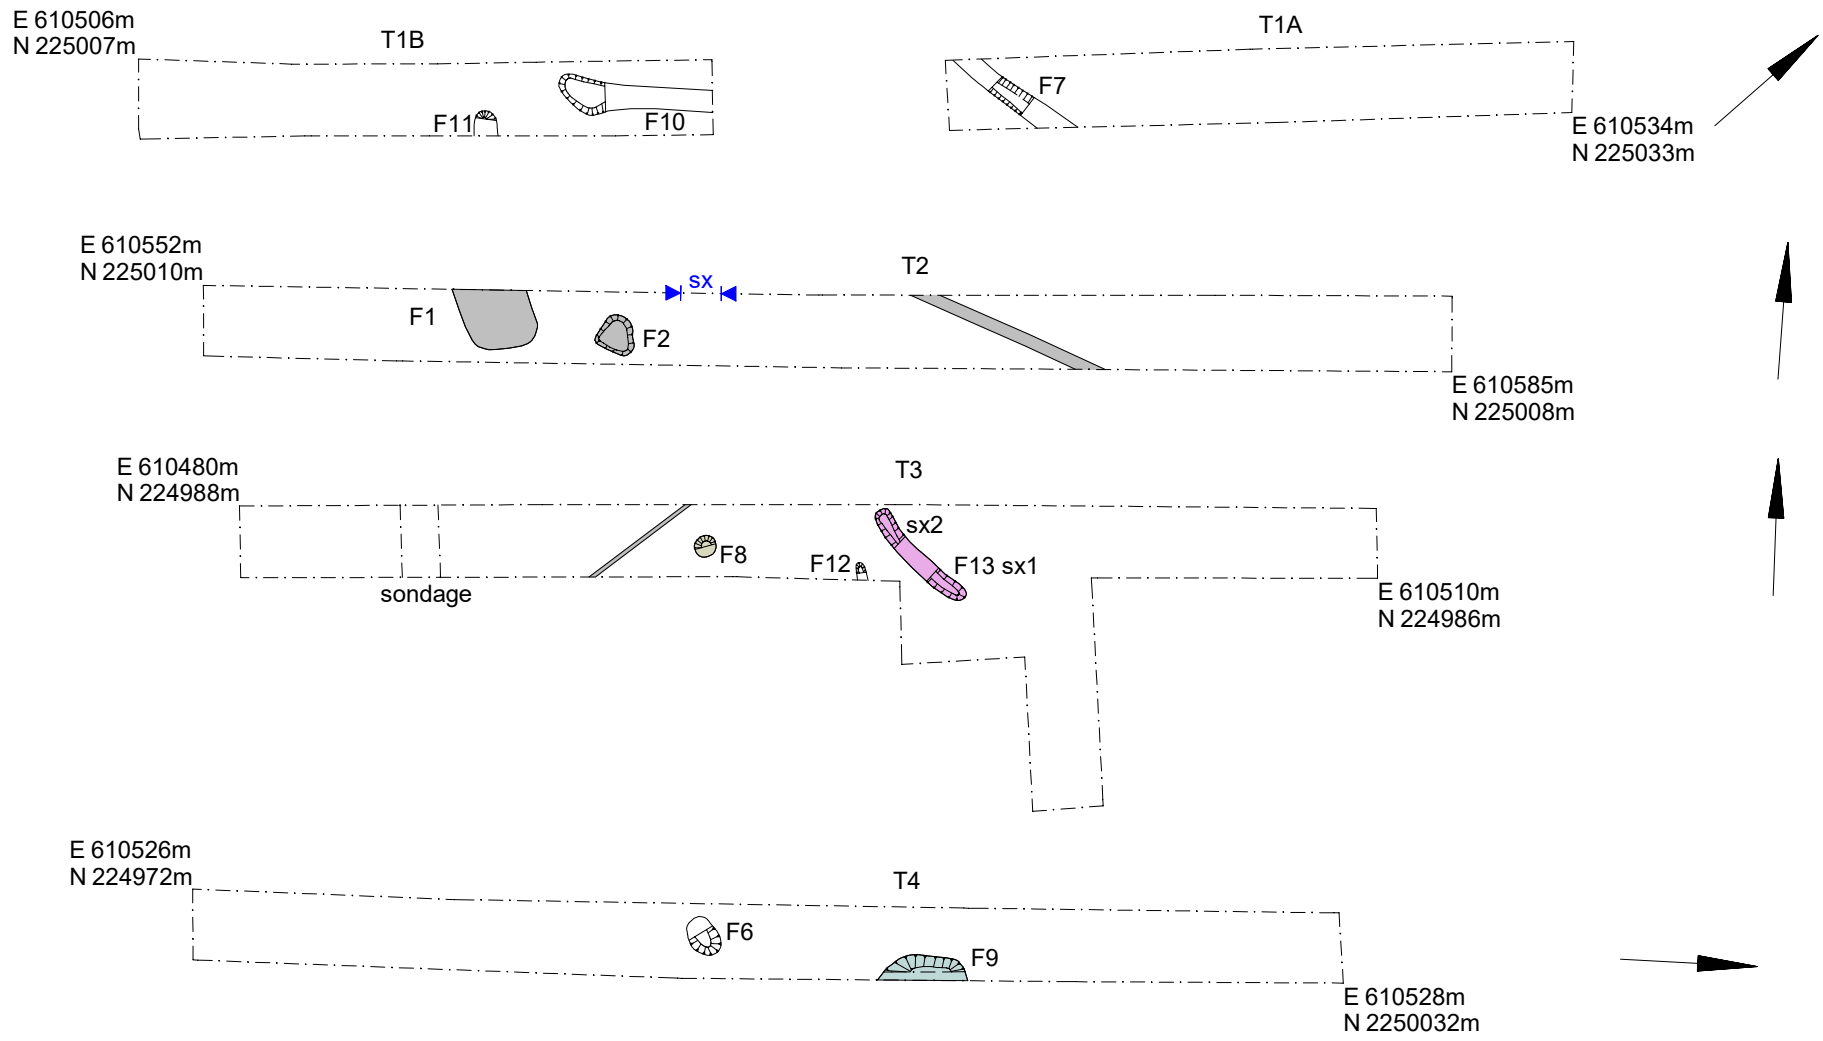 E 610506m
N 225007m
T1B
T1A
F7
F11
F10
E 610534m
N 225033m
E 610552m
N 225010m
sx
T2
F1
F2
E 610585m
N 225008m
E 610480m
N 224988m
T3
sx2
F8
F12
F13 sx1
sondage
E 610510m
N 224986m
E 610526m
N 224972m
T4
F6
F9
E 610528m
N 2250032m